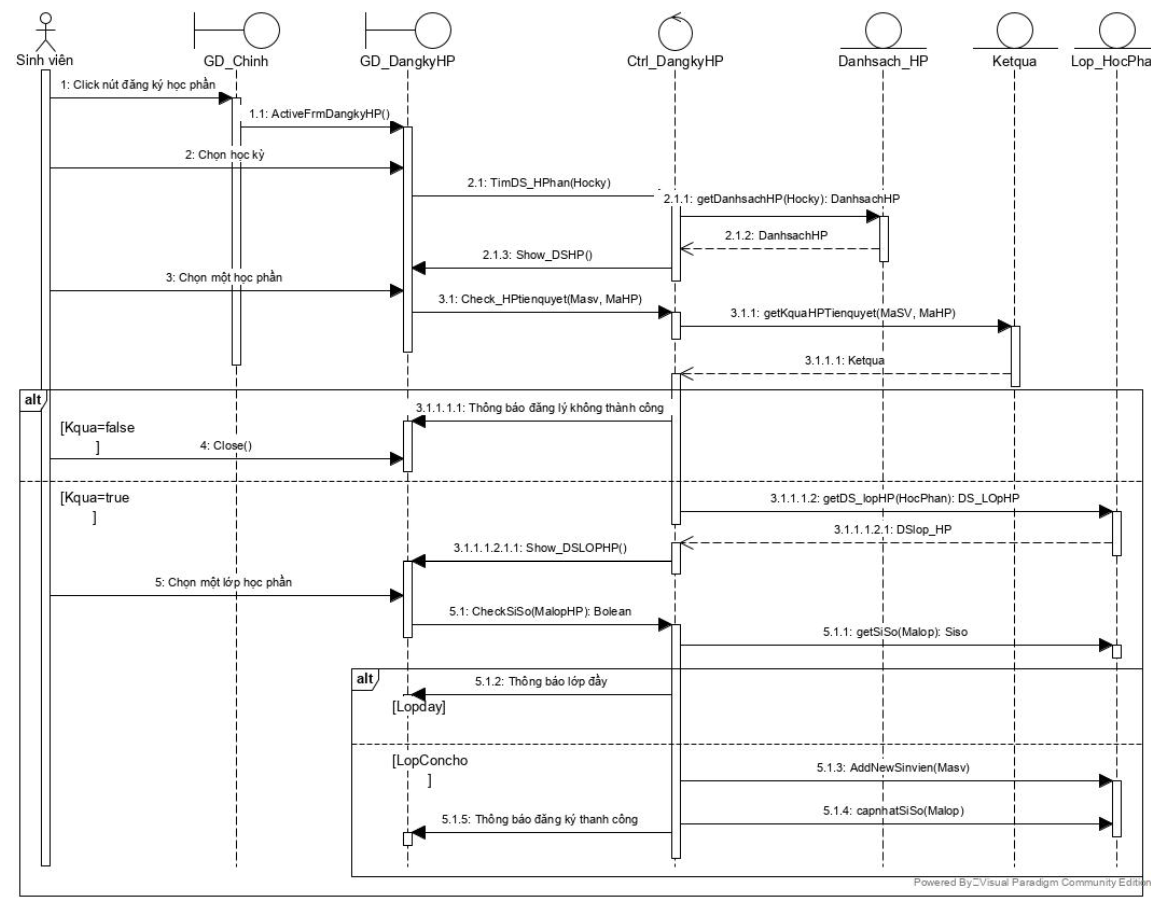 Sinh viên
GD_Chinh
GD_DangkyHP
Ctrl_DangkyHP
Danhsach_HP
Ketqua
Lop_HocPha
1: Click nút đăng ký học phần
1.1: ActiveFrmDangkyHP()
2: Chọn học kỳ
2.1: TimDS_HPhan(Hocky)
2.1.1: getDanhsachHP(Hocky): DanhsachHP
2.1.2: DanhsachHP
2.1.3: Show_DSHP()
3: Chọn một học phần
3.1: Check_HPtienquyet(Masv, MaHP)
3.1.1: getKquaHPTienquyet(MaSV, MaHP)
3.1.1.1: Ketqua
alt
3.1.1.1.1: Thông báo đăng lý không thành công
[Kqua=false
]
4: Close()
[Kqua=true
]
3.1.1.1.2: getDS_lopHP(HocPhan): DS_LOpHP
3.1.1.1.2.1: DSlop_HP
3.1.1.1.2.1.1: Show_DSLOPHP()
5: Chọn một lớp học phần
5.1: CheckSiSo(MalopHP): Bolean
5.1.1: getSiSo(Malop): Siso
alt
5.1.2: Thông báo lớp đầy
[Lopday]
[LopConcho
]
5.1.3: AddNewSinvien(Masv)
5.1.4: capnhatSiSo(Malop)
5.1.5: Thông báo đăng ký thanh công
Powered By Visual Paradigm Community Edition